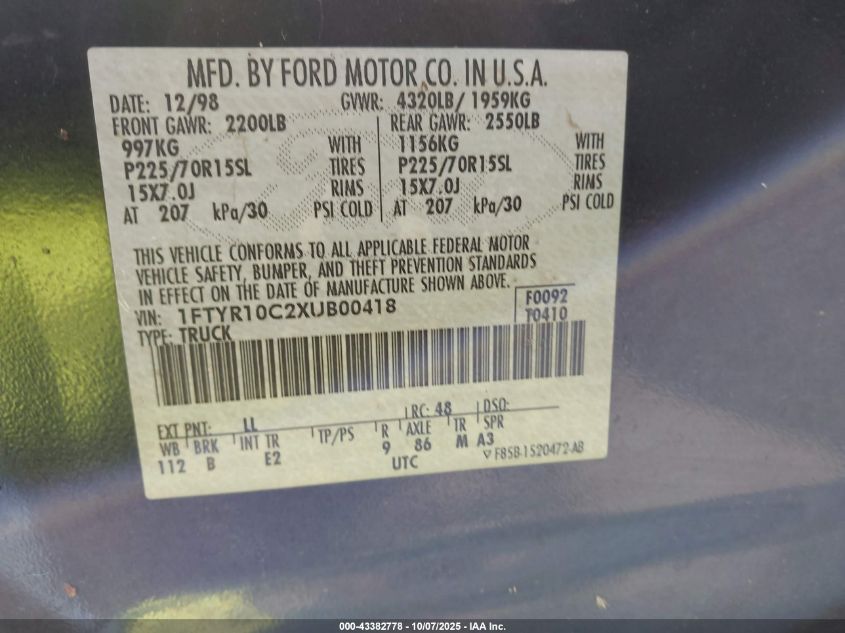 MFD. BY FORD MOTOR CO. IN U.S.A.
DATE: 12/98 GVWR: 4320LB/ 1959KG
FRONT GAWR: 2200LB REAR GAWR: 2550LB
997KG WITH 1156KG WITH
P225/70R15SL TIRES P225/70R15SL TIRES
15X7.0J RIMS 15X7.0J RIMS
AT 207 kPa/30 PSI COLD AT 207 kPa/30 PSI COLD
THIS VEHICLE CONFORMS TO ALL APPLICABLE FEDERAL MOTOR
VEHICLE SAFETY, BUMPER, AND THEFT PREVENTION STANDARDS
IN EFFECT ON THE DATE OF MANUFACTURE SHOWN ABOVE.
VIN: 1FTYR10C2XUB00418 F0092
TYPE: TRUCK T0410
EXT PNT: LL RC: 48 DSO:
WB BRK INT TR TP/PS R AXLE TR SPR
112 B E2 9 86 M A3
UTC ▽ F85B-1520472-AB
000-43382778 - 10/07/2025 - IAA Inc.